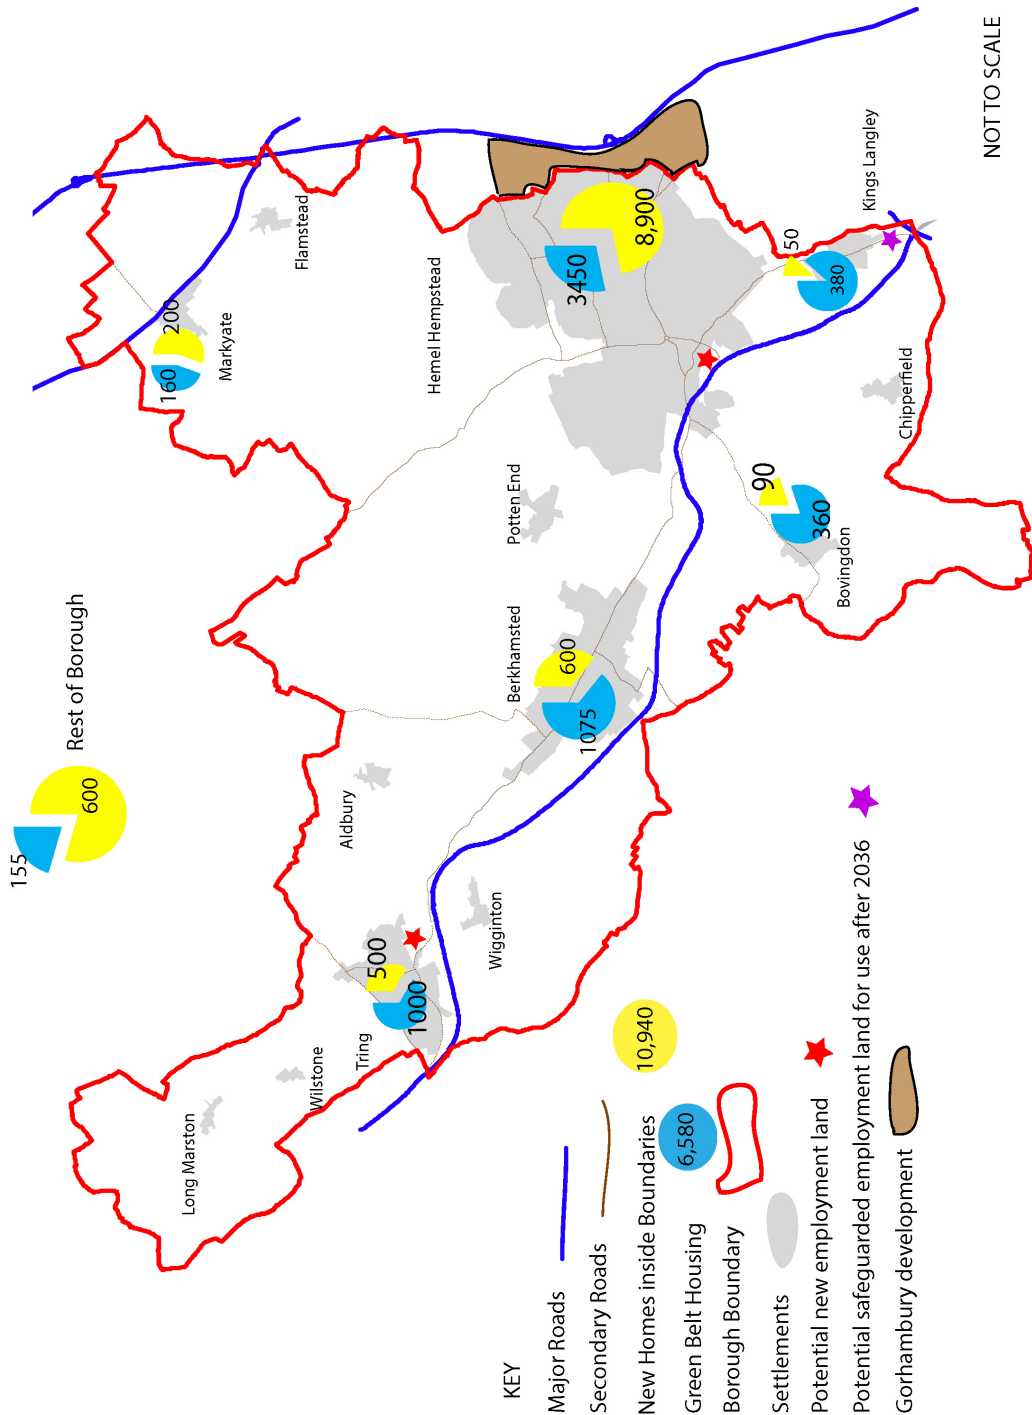 155
600
Rest of Borough
Long Marston
Wilstone
Tring
1000
500
Aldbury
Wigginton
Berkhamsted
1075
600
Potten End
Hemel Hempstead
3450
8,900
Markyate
160
200
Flamstead
Bovingdon
360
90
Chipperfield
380
50
Kings Langley
KEY
Major Roads
Secondary Roads
New Homes inside Boundaries
10,940
Green Belt Housing
6,580
Borough Boundary
Settlements
Potential new employment land
Potential safeguarded employment land for use after 2036
Gorhambury development
NOT TO SCALE